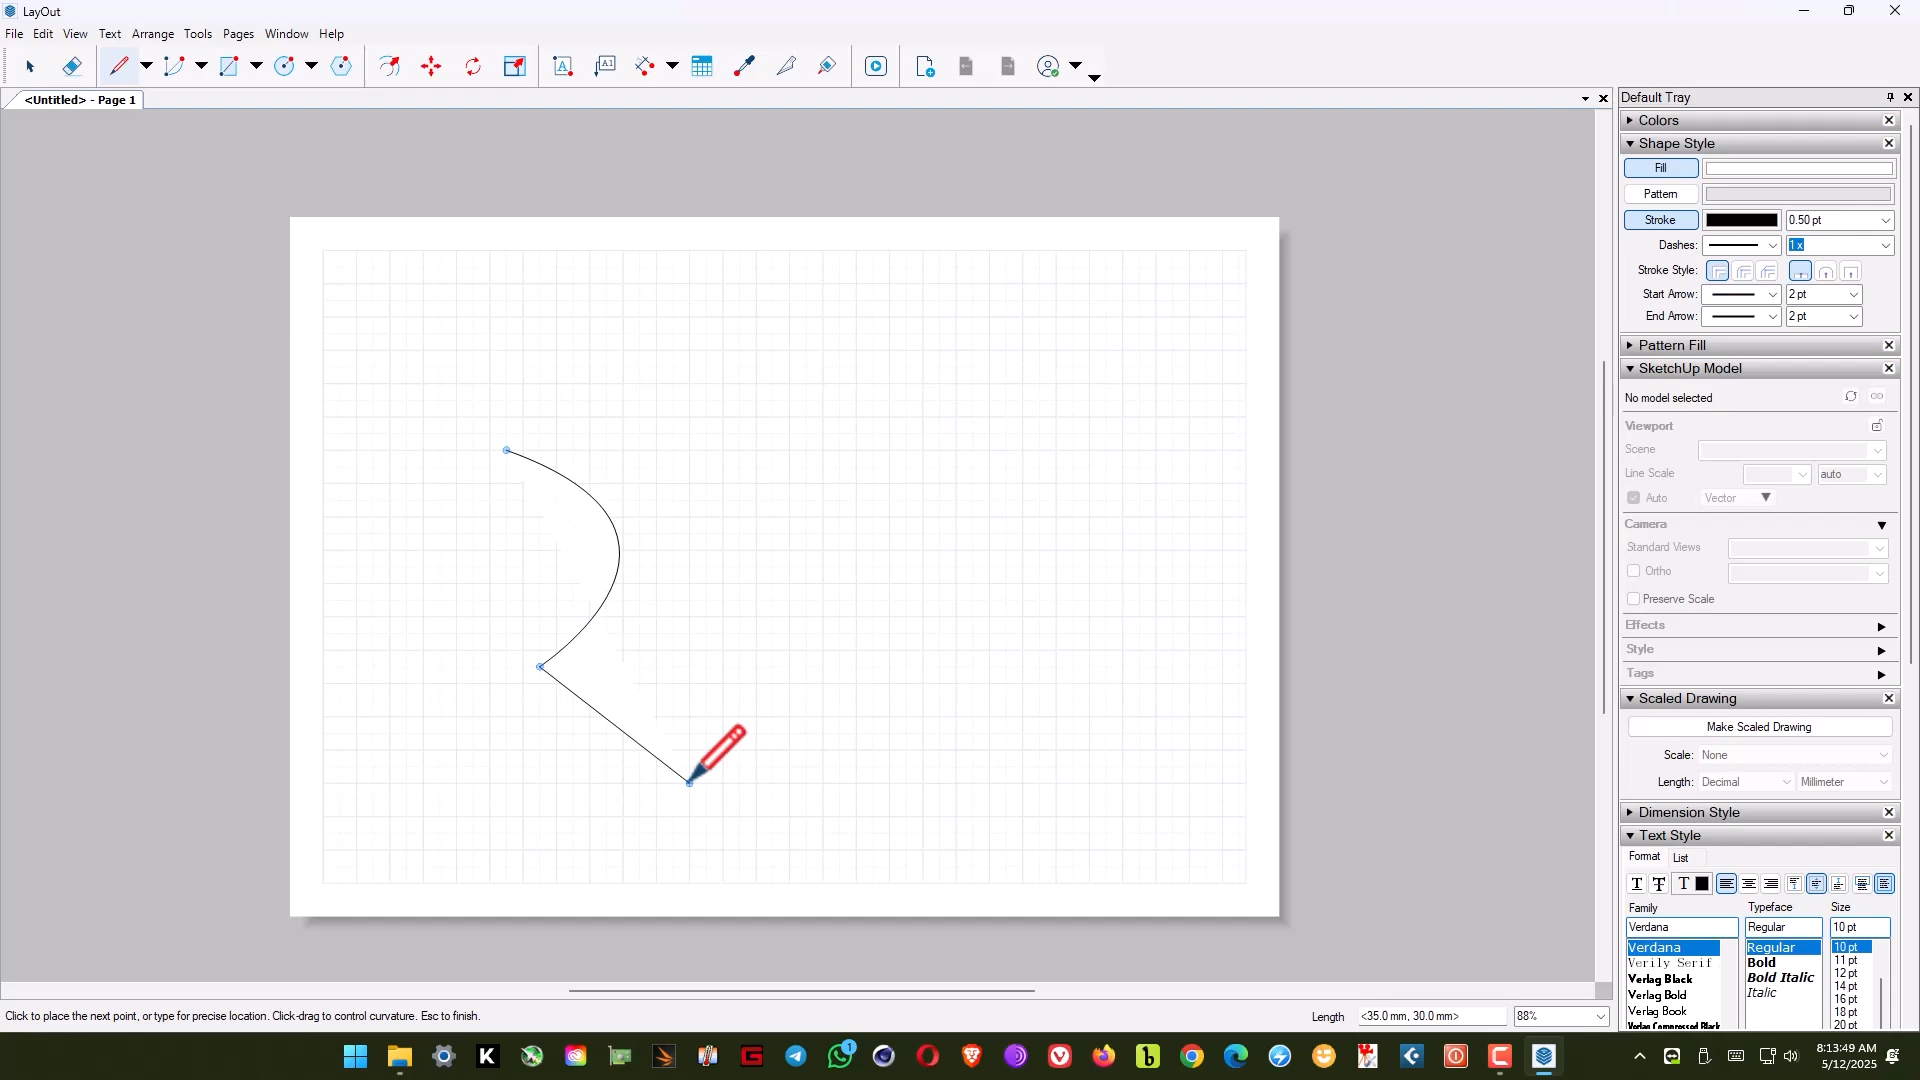 LayOut
File Edit View Text Arrange Tools Pages Window Help
<Untitled> - Page 1
Default Tray
Colors
Shape Style
Fill
Pattern
Stroke 0.50 pt
Dashes: 1 x
Stroke Style:
Start Arrow: 2 pt
End Arrow: 2 pt
Pattern Fill
SketchUp Model
No model selected
Viewport
Scene
Line Scale auto
Auto Vector
Camera
Standard Views
Ortho
Preserve Scale
Effects
Style
Tags
Scaled Drawing
Make Scaled Drawing
Scale: None
Length: Decimal Millimeter
Dimension Style
Text Style
Format List
Family Typeface Size
Verdana Regular 10 pt
Verdana Regular 10 pt
Verily Serif Bold 11 pt
Verlag Black Bold Italic 12 pt
Verlag Bold Italic 14 pt
Verlag Book 16 pt
Verlag Compressed Black 18 pt
20 pt
Click to place the next point, or type for precise location. Click-drag to control curvature. Esc to finish.
Length <35.0 mm, 30.0 mm> 88%
8:13:49 AM
5/12/2025